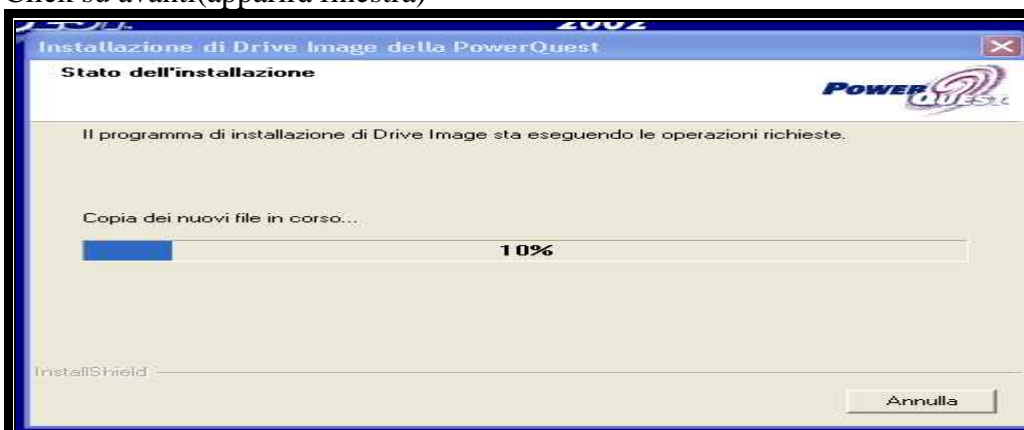 Click su avanti(apparirà finestra)
2002
Installazione di Drive Image della PowerQuest
Stato dell'installazione
POWERQUEST
Il programma di installazione di Drive Image sta eseguendo le operazioni richieste.
Copia dei nuovi file in corso...
10%
InstallShield
Annulla